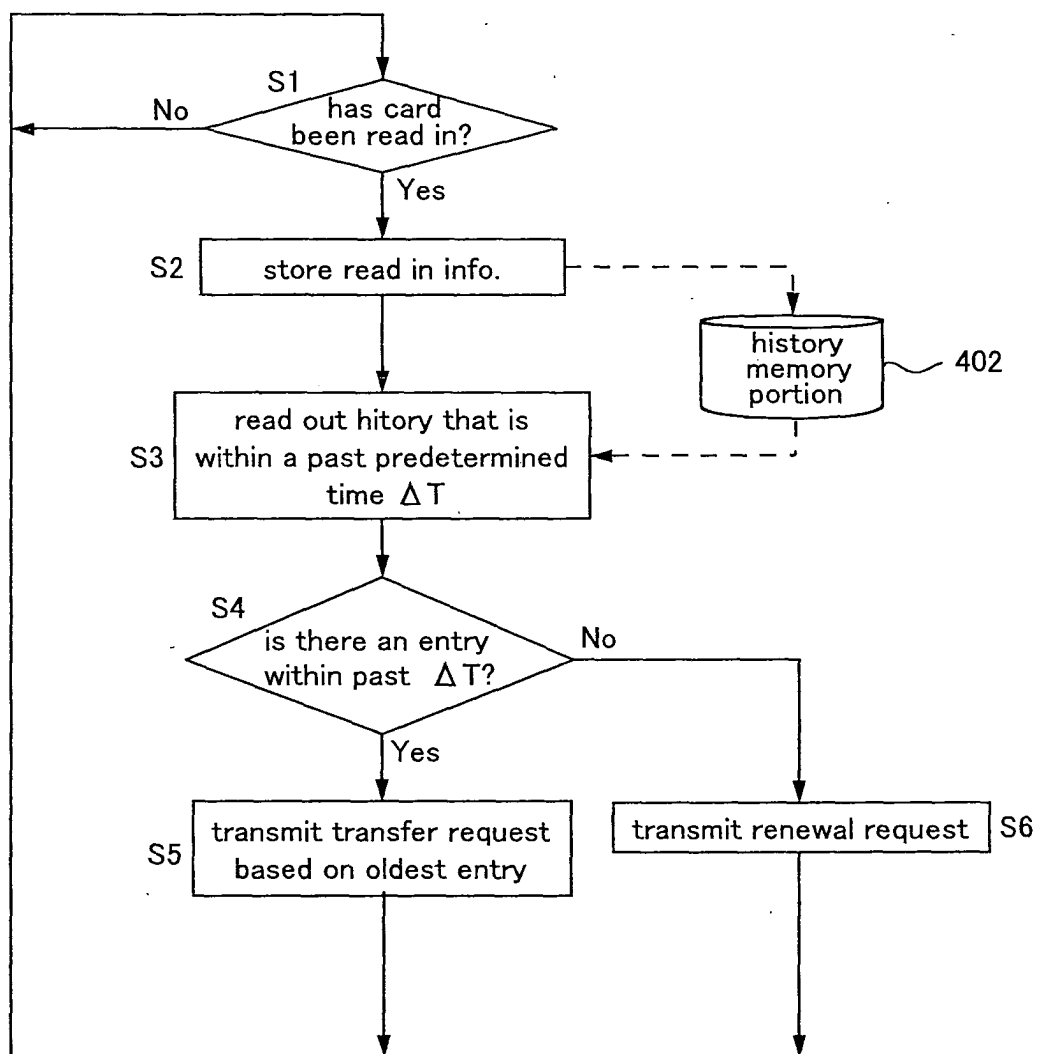 S1
has card
been read in?
No
Yes
S2
store read in info.
history
memory
portion
402
S3
read out hitory that is
within a past predetermined
time ΔT
S4
is there an entry
within past ΔT?
No
Yes
S5
transmit transfer request
based on oldest entry
transmit renewal request
S6